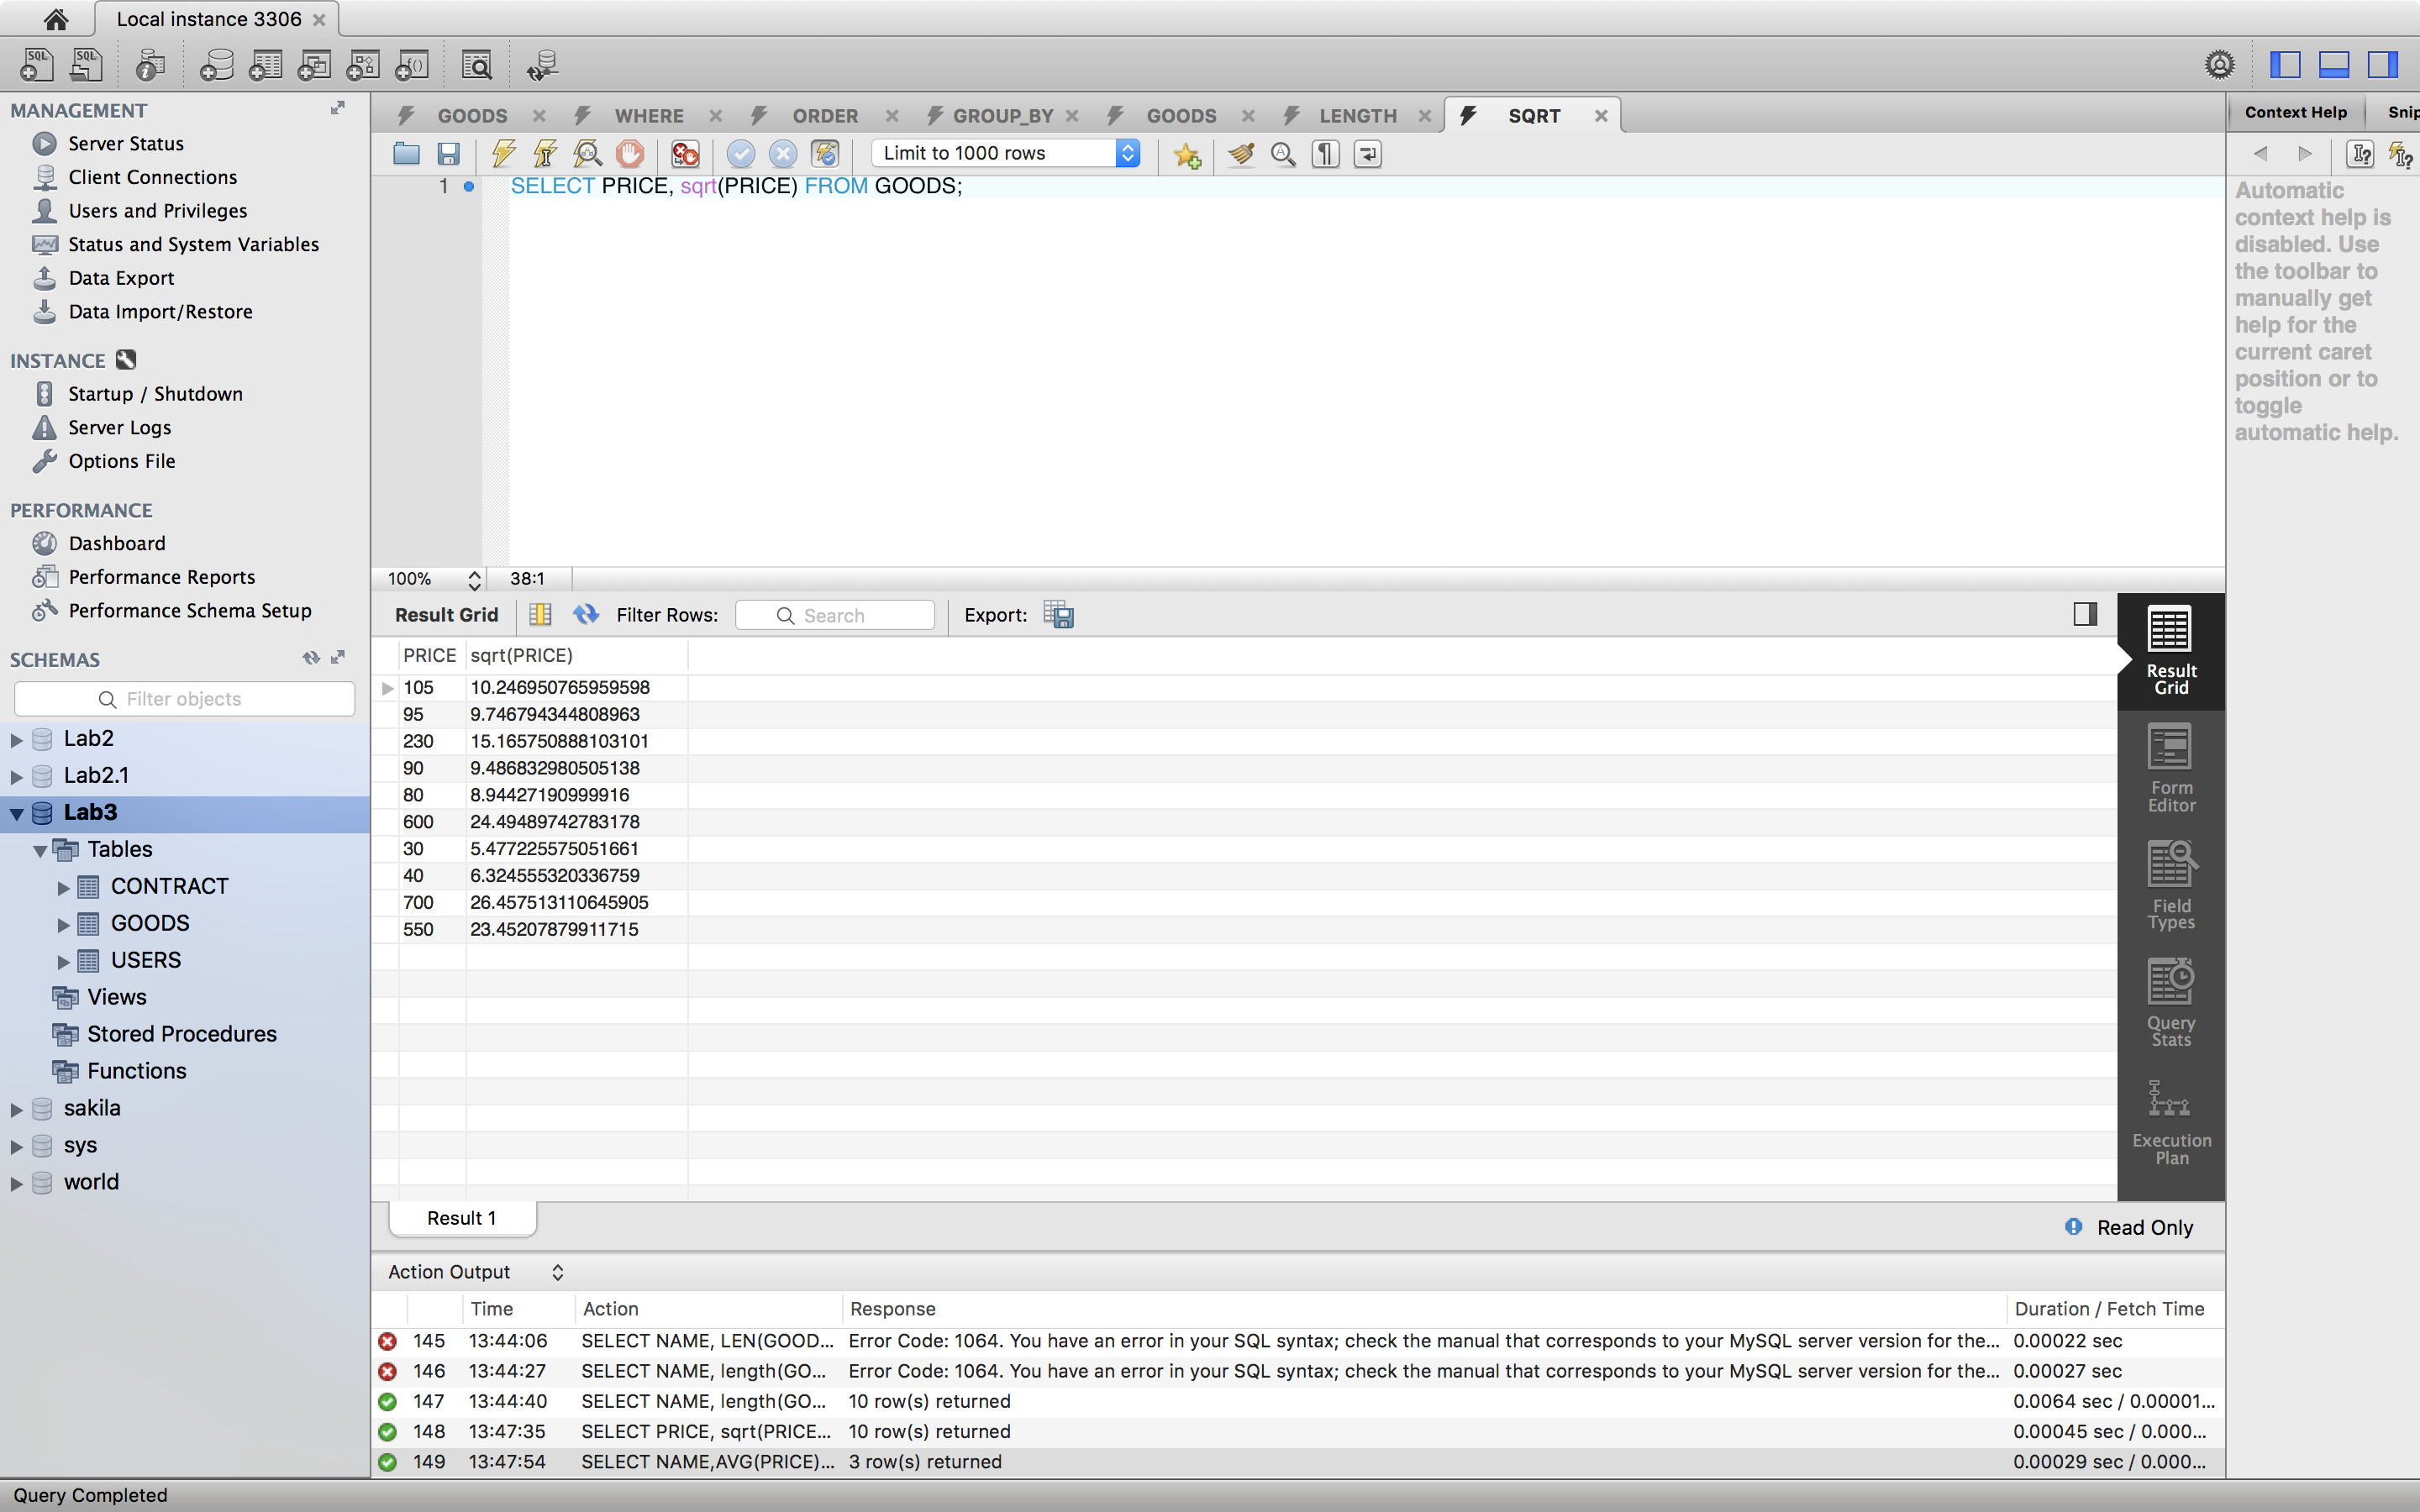 Local instance 3306
MANAGEMENT
Server Status
Client Connections
Users and Privileges
Status and System Variables
Data Export
Data Import/Restore
INSTANCE
Startup / Shutdown
Server Logs
Options File
PERFORMANCE
Dashboard
Performance Reports
Performance Schema Setup
SCHEMAS
Filter objects
Lab2
Lab2.1
Lab3
Tables
CONTRACT
GOODS
USERS
Views
Stored Procedures
Functions
sakila
sys
world
GOODS WHERE ORDER GROUP_BY GOODS LENGTH SQRT
Limit to 1000 rows
1 SELECT PRICE, sqrt(PRICE) FROM GOODS;
100% 38:1
Result Grid Filter Rows: Search Export:
PRICE sqrt(PRICE)
105 10.246950765959598
95 9.746794344808963
230 15.165750888103101
90 9.486832980505138
80 8.94427190999916
600 24.49489742783178
30 5.477225575051661
40 6.324555320336759
700 26.457513110645905
550 23.45207879911715
Result
Grid
Form
Editor
Field
Types
Query
Stats
Execution
Plan
Result 1
Read Only
Action Output
Time Action Response Duration / Fetch Time
145 13:44:06 SELECT NAME, LEN(GOOD... Error Code: 1064. You have an error in your SQL syntax; check the manual that corresponds to your MySQL server version for the... 0.00022 sec
146 13:44:27 SELECT NAME, length(GO... Error Code: 1064. You have an error in your SQL syntax; check the manual that corresponds to your MySQL server version for the... 0.00027 sec
147 13:44:40 SELECT NAME, length(GO... 10 row(s) returned 0.0064 sec / 0.00001...
148 13:47:35 SELECT PRICE, sqrt(PRICE... 10 row(s) returned 0.00045 sec / 0.000...
149 13:47:54 SELECT NAME,AVG(PRICE)... 3 row(s) returned 0.00029 sec / 0.000...
Context Help Snip
Automatic
context help is
disabled. Use
the toolbar to
manually get
help for the
current caret
position or to
toggle
automatic help.
Query Completed